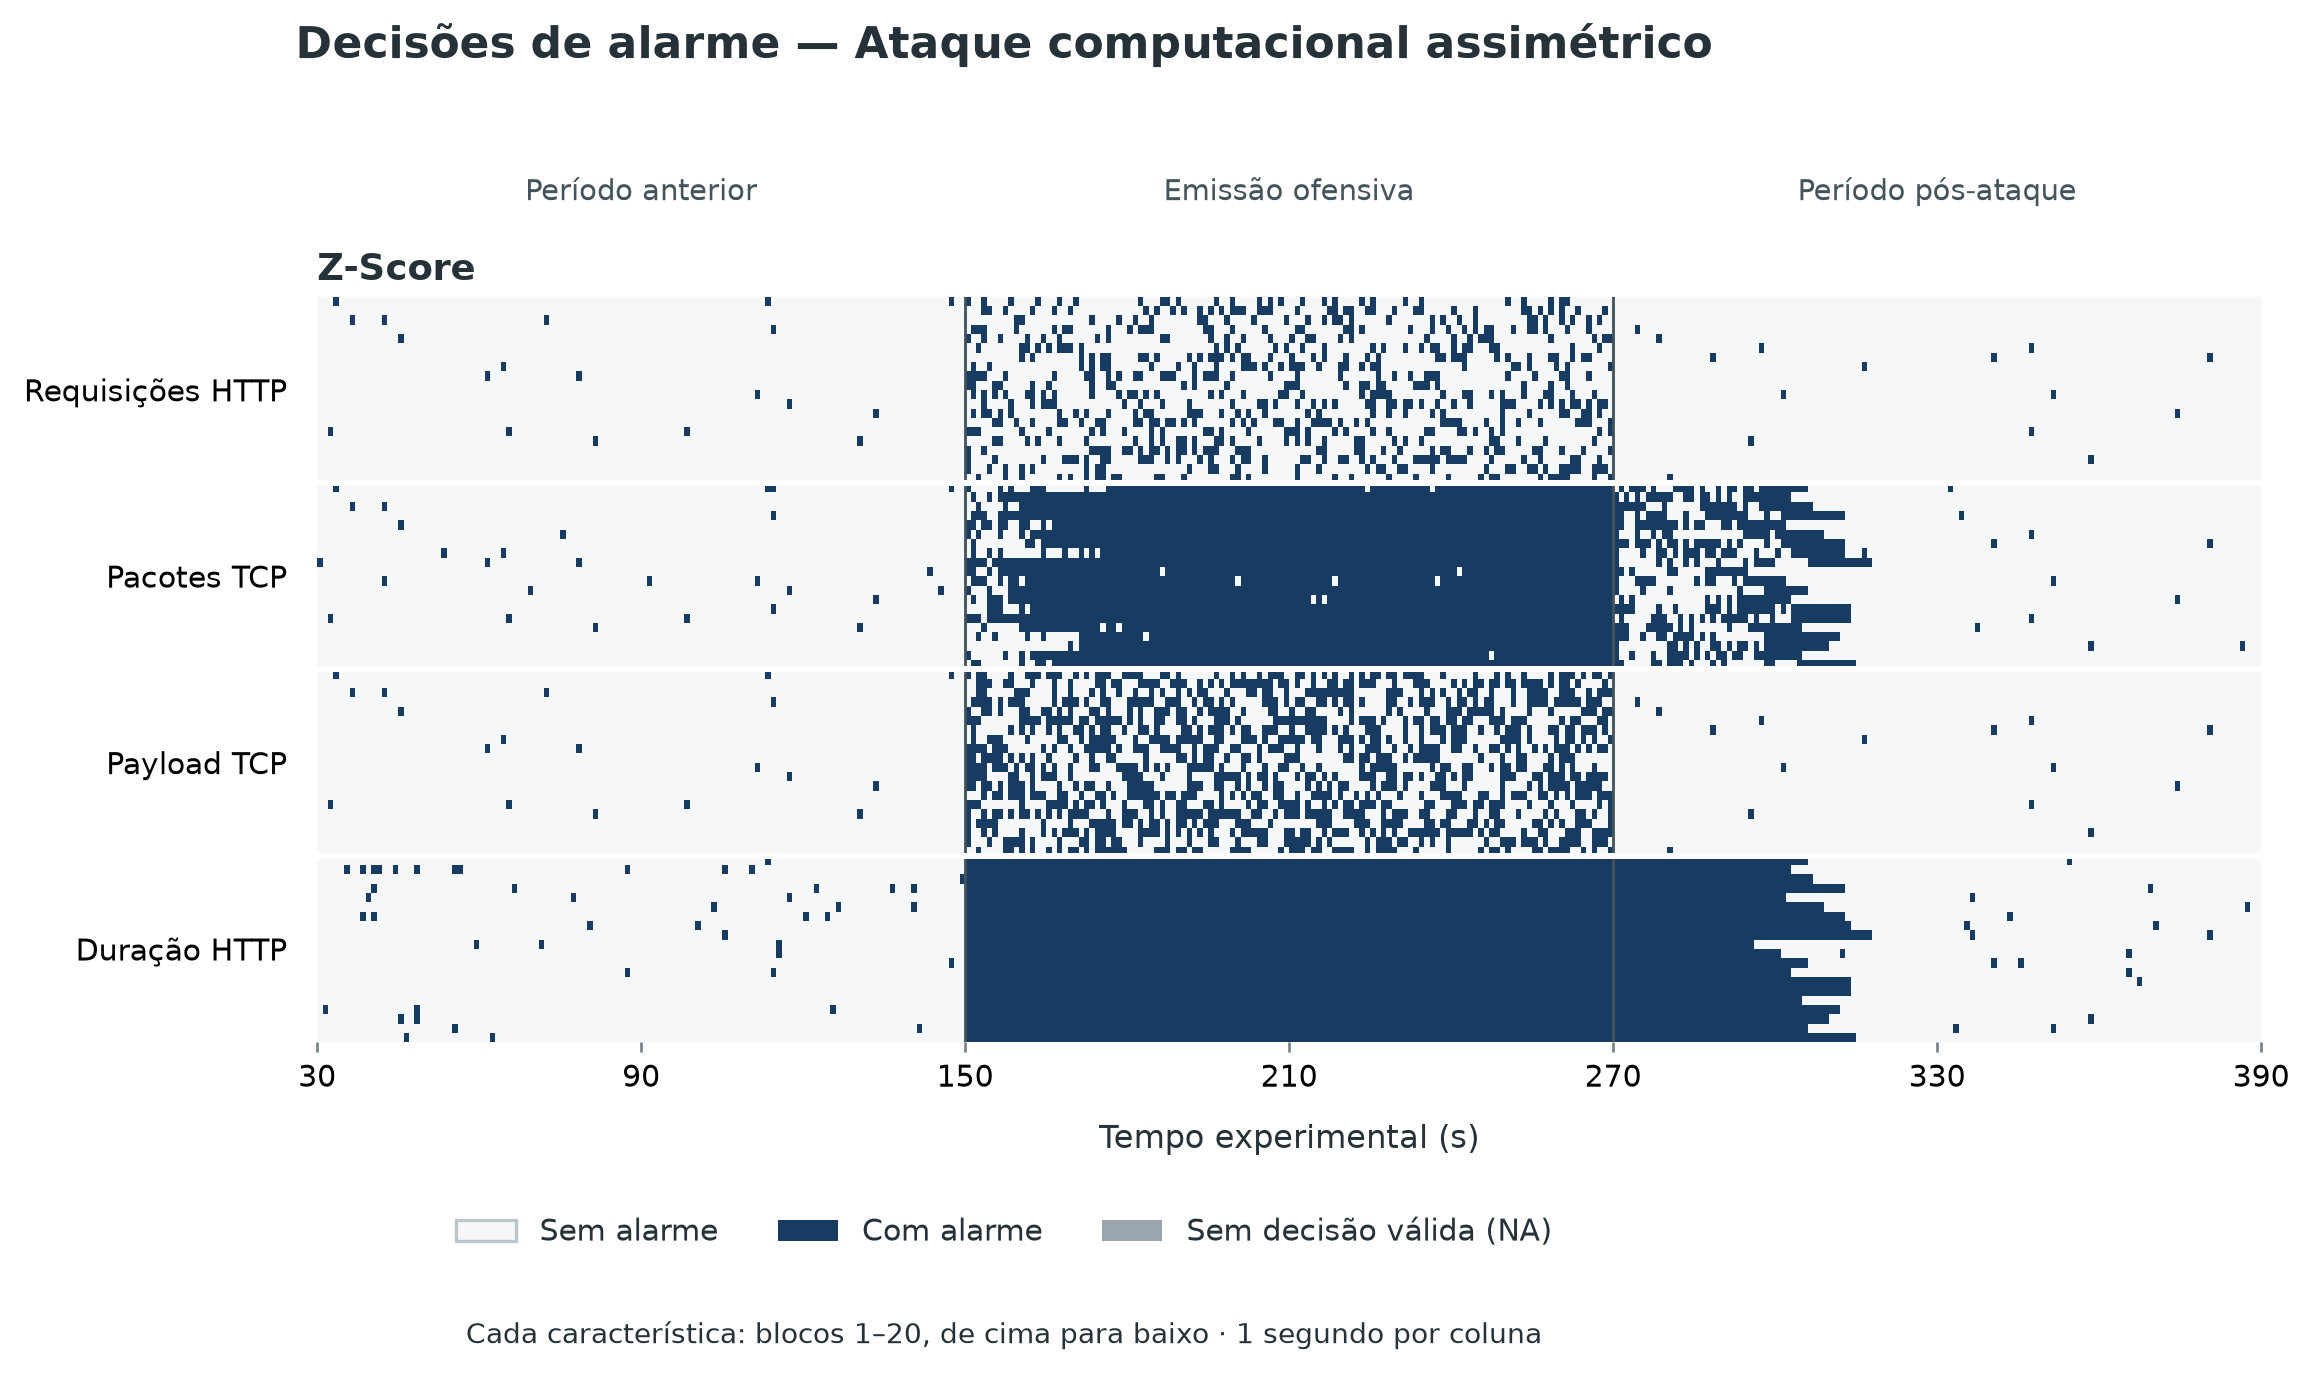 Decisões de alarme — Ataque computacional assimétrico
Período anterior
Emissão ofensiva
Período pós-ataque
Z-Score
Requisições HTTP
Pacotes TCP
Payload TCP
Duração HTTP
30 90 150 210 270 330 390
Tempo experimental (s)
Sem alarme
Com alarme
Sem decisão válida (NA)
Cada característica: blocos 1–20, de cima para baixo · 1 segundo por coluna